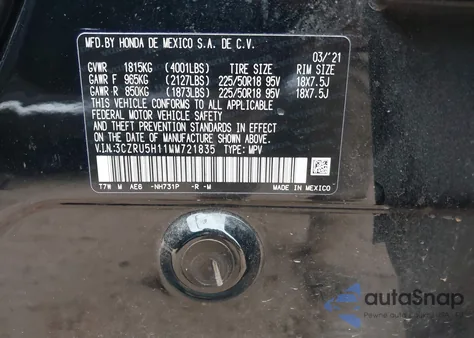 MFD.BY HONDA DE MEXICO S.A. DE C.V.
03/'21
GVWR 1815KG (4001LBS) TIRE SIZE RIM SIZE
GAWR F 965KG (2127LBS) 225/50R18 95V 18X7.5J
GAWR R 850KG (1873LBS) 225/50R18 95V 18X7.5J
THIS VEHICLE CONFORMS TO ALL APPLICABLE
FEDERAL MOTOR VEHICLE SAFETY AND
THEFT PREVENTION STANDARDS IN EFFECT ON
THE DATE OF MANUFACTURE SHOWN ABOVE.
V.I.N:3CZRU5H11MM721835 TYPE: MPV
T7W M AE6 -NH731P -R -M MADE IN MEXICO
autoSnap